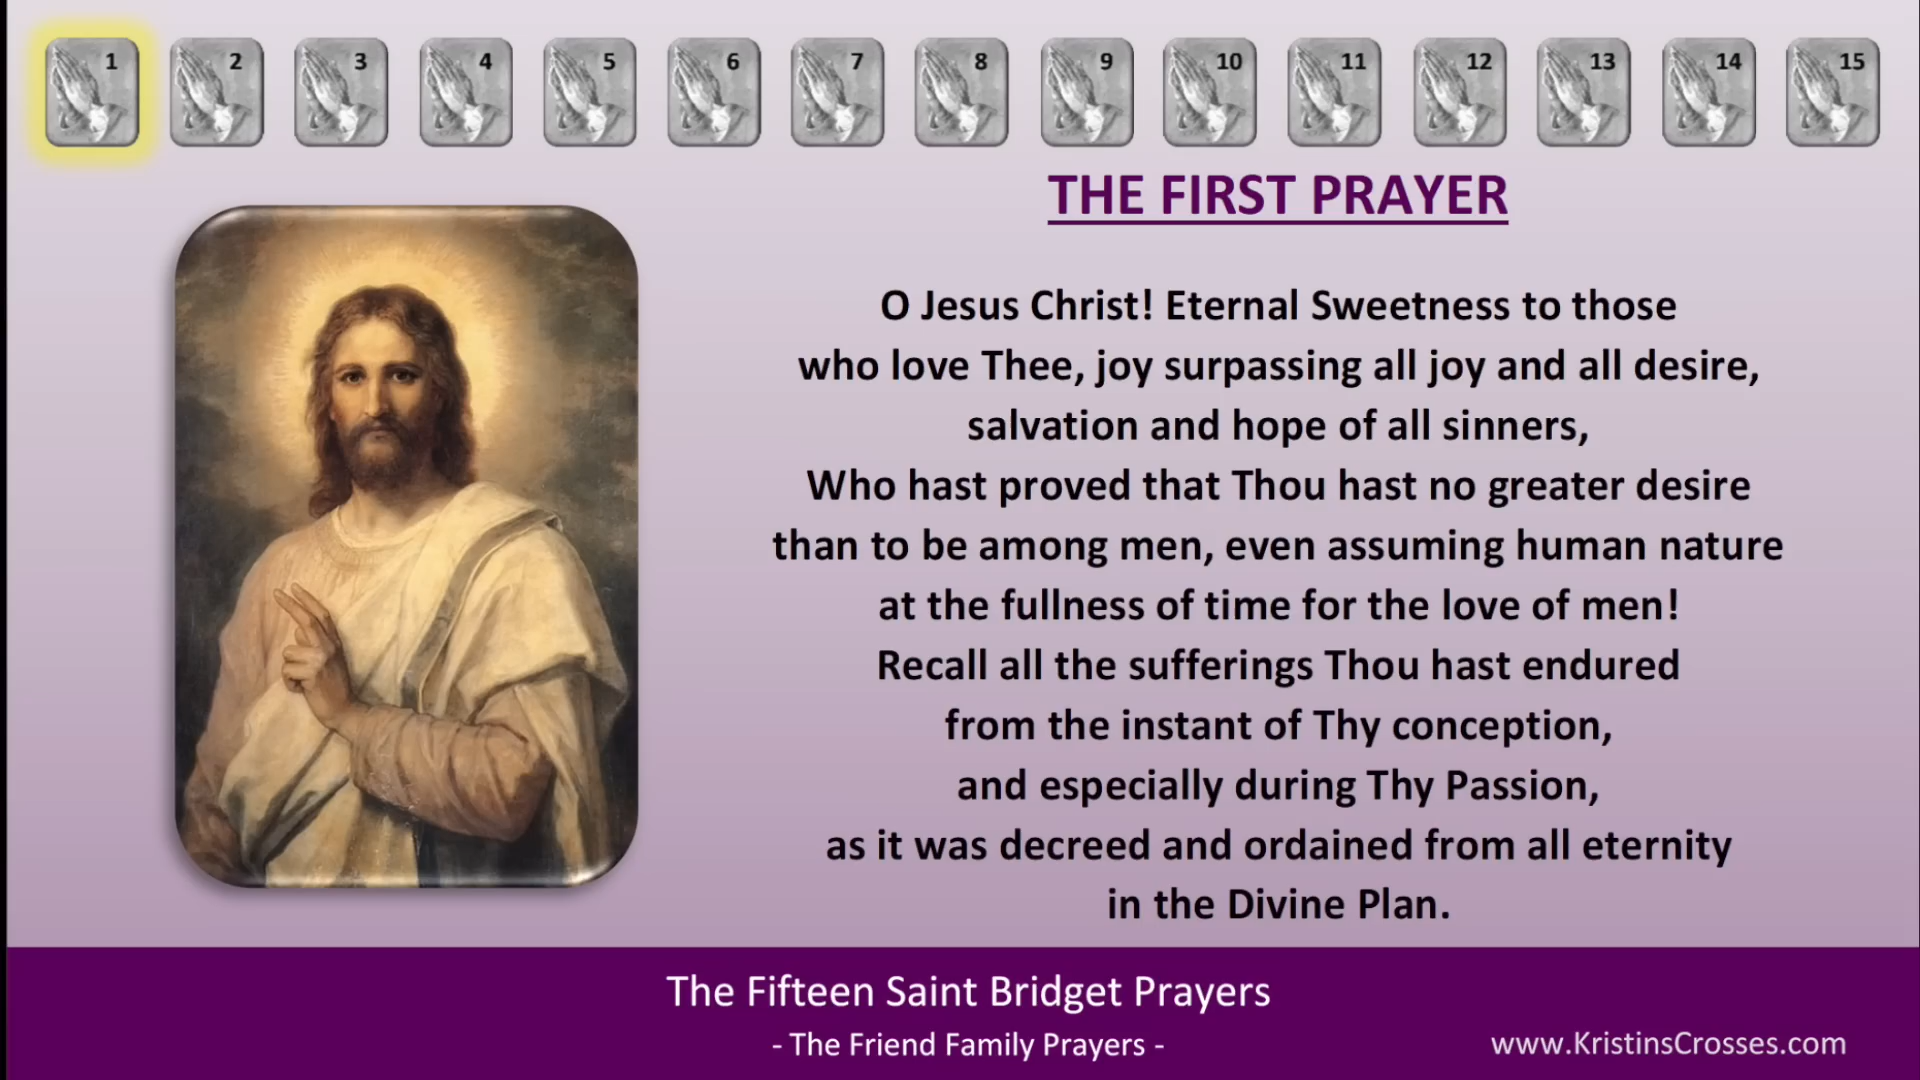 1 2 3 4 5 6 7 8 9 10 11 12 13 14 15
THE FIRST PRAYER
O Jesus Christ! Eternal Sweetness to those
who love Thee, joy surpassing all joy and all desire,
salvation and hope of all sinners,
Who hast proved that Thou hast no greater desire
than to be among men, even assuming human nature
at the fullness of time for the love of men!
Recall all the sufferings Thou hast endured
from the instant of Thy conception,
and especially during Thy Passion,
as it was decreed and ordained from all eternity
in the Divine Plan.
The Fifteen Saint Bridget Prayers
- The Friend Family Prayers -
www.KristinsCrosses.com